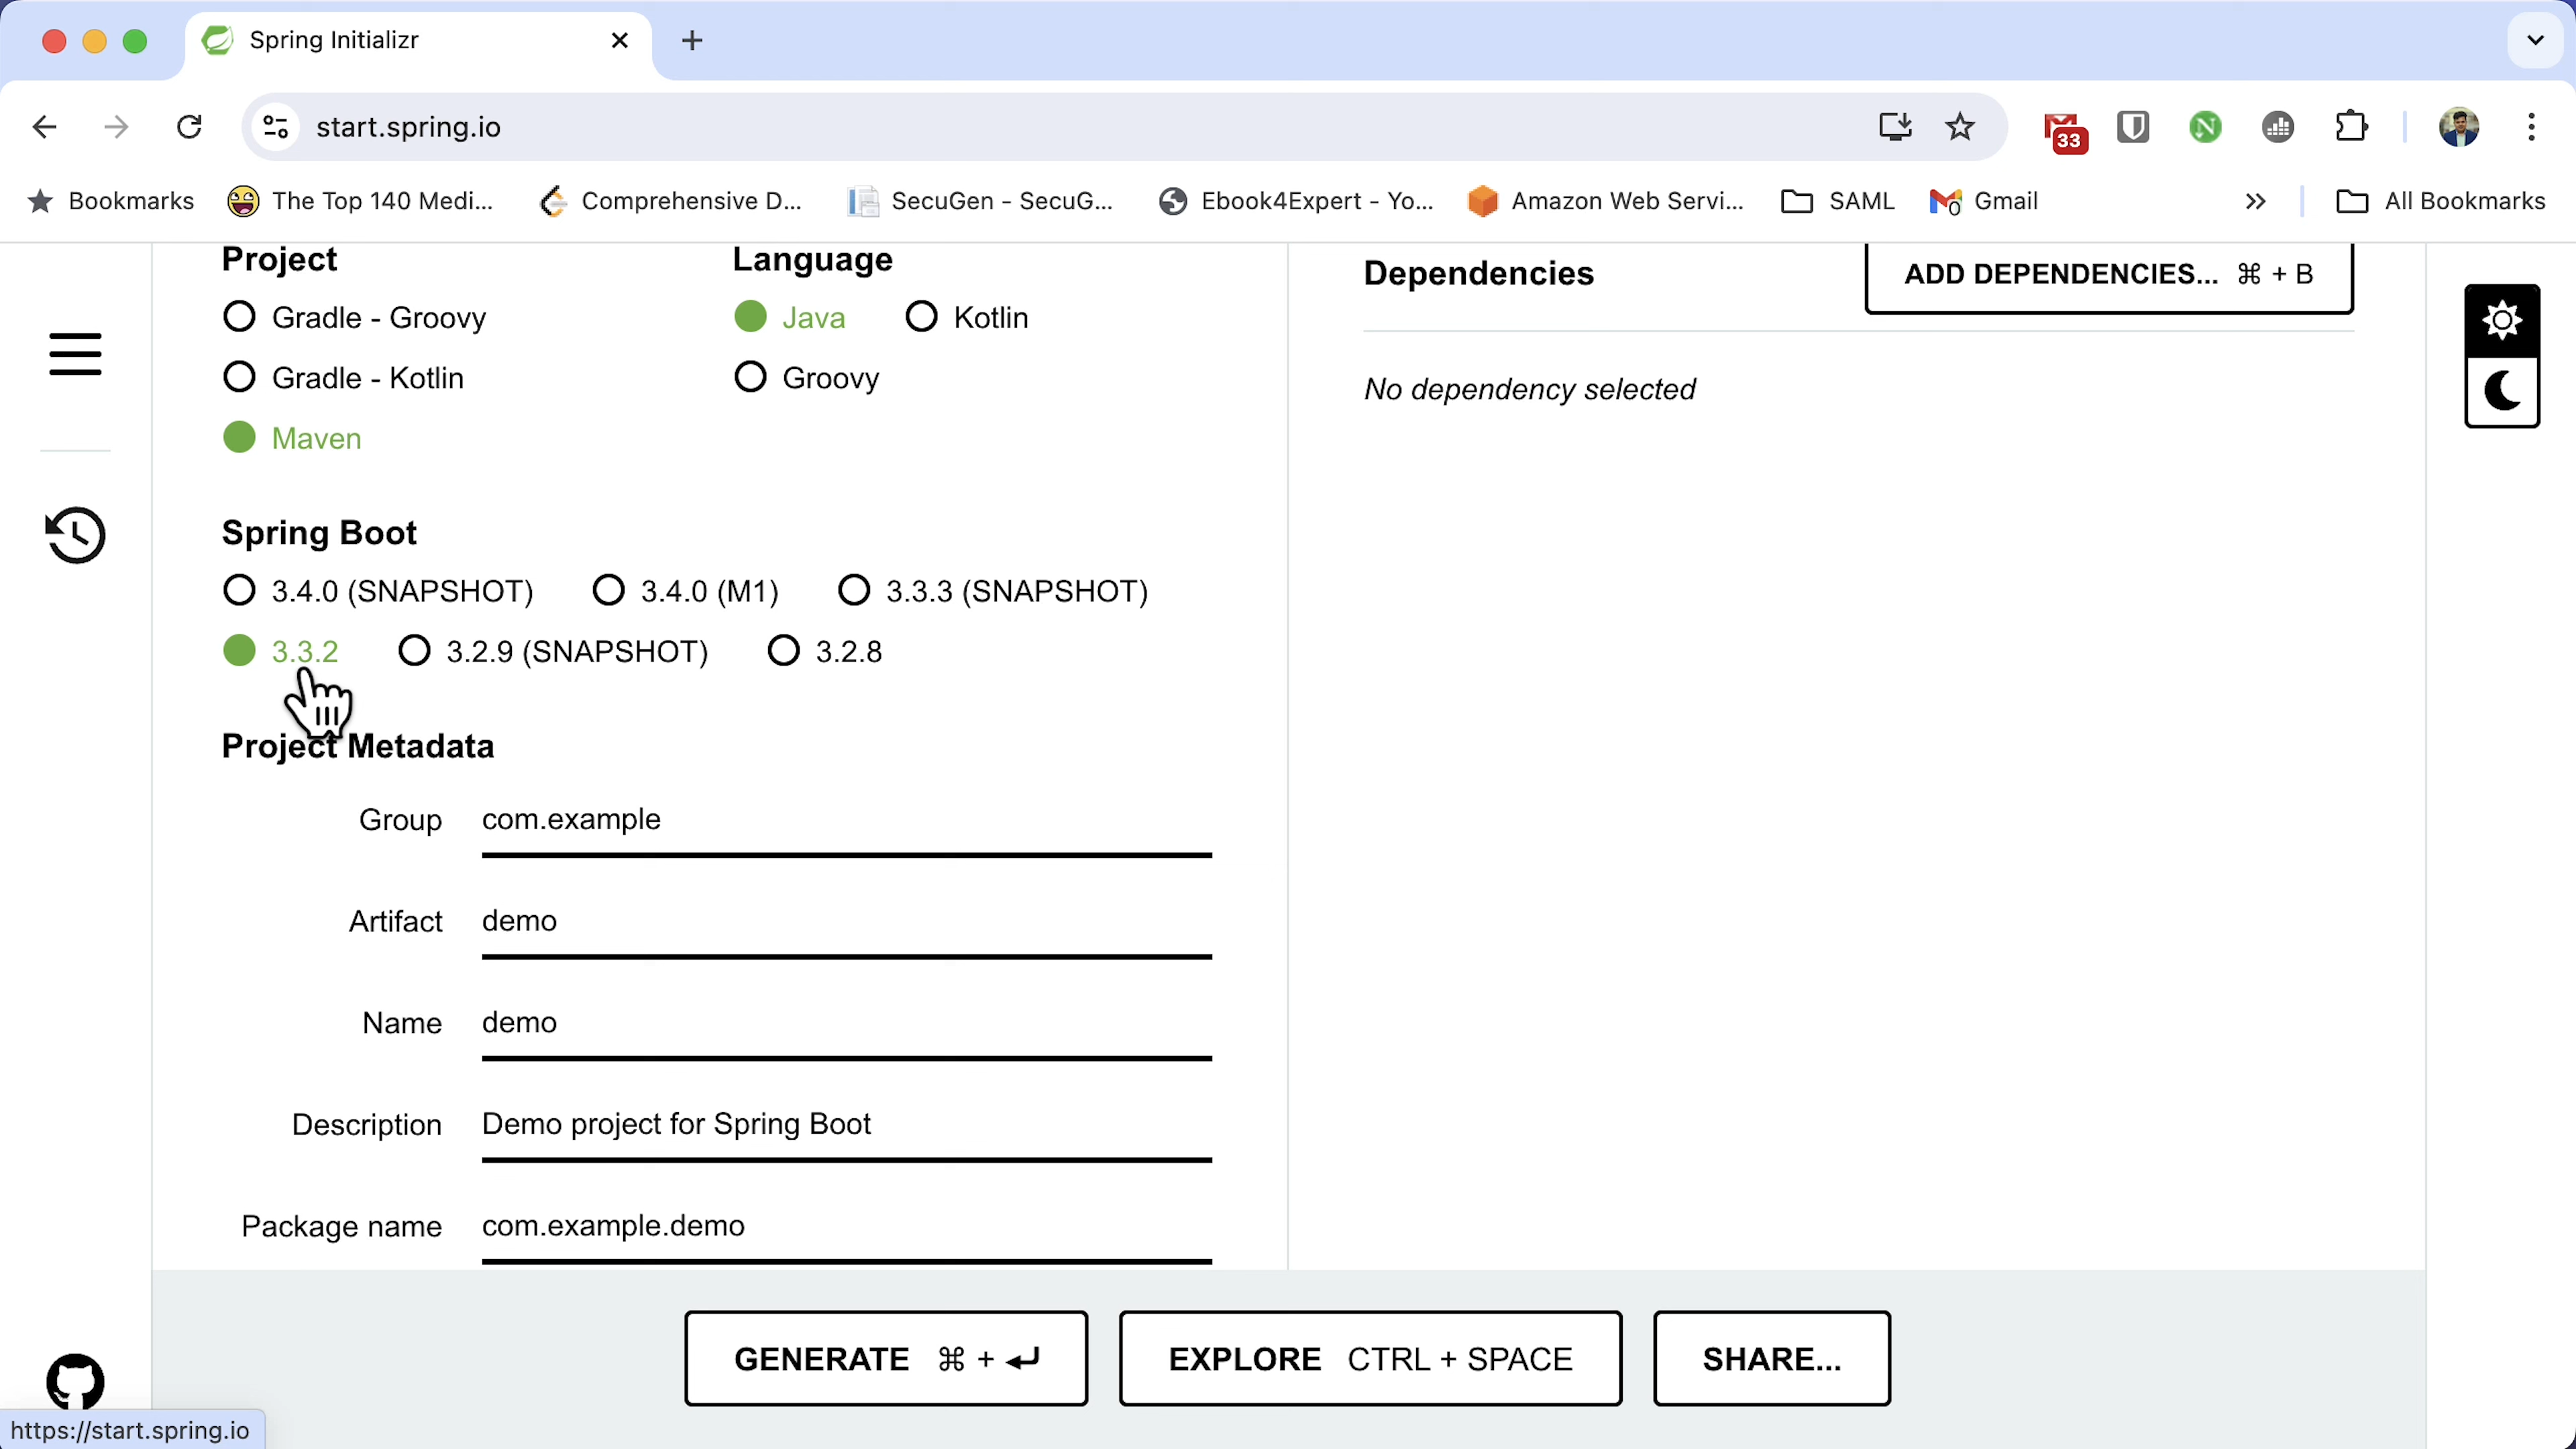 Spring Initializr
start.spring.io
33
Bookmarks
The Top 140 Medi...
Comprehensive D...
SecuGen - SecuG...
Ebook4Expert - Yo...
Amazon Web Servi...
SAML
Gmail
All Bookmarks
Project
Gradle - Groovy
Gradle - Kotlin
Maven
Language
Java
Kotlin
Groovy
Spring Boot
3.4.0 (SNAPSHOT)
3.4.0 (M1)
3.3.3 (SNAPSHOT)
3.3.2
3.2.9 (SNAPSHOT)
3.2.8
Project Metadata
Group com.example
Artifact demo
Name demo
Description Demo project for Spring Boot
Package name com.example.demo
Dependencies
ADD DEPENDENCIES... ⌘ + B
No dependency selected
GENERATE ⌘ + ↵
EXPLORE CTRL + SPACE
SHARE...
https://start.spring.io